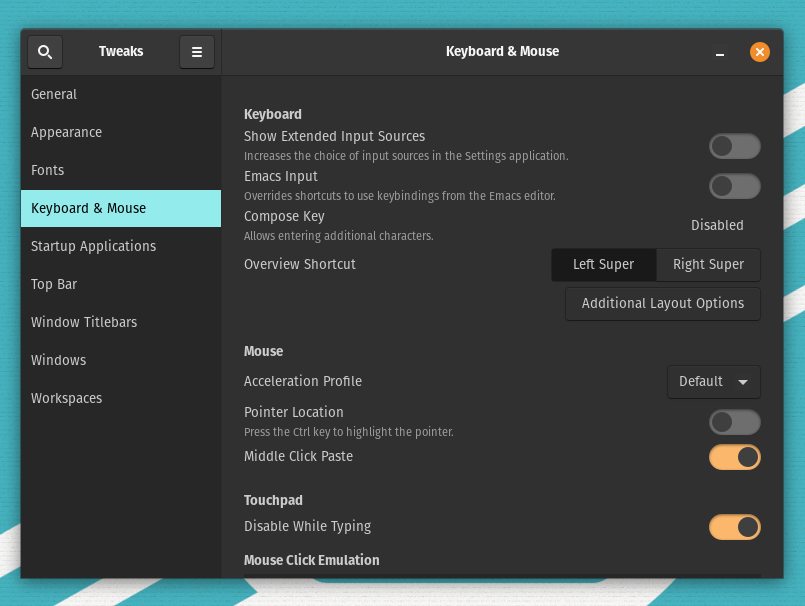 Tweaks
Keyboard & Mouse
General
Appearance
Fonts
Keyboard & Mouse
Startup Applications
Top Bar
Window Titlebars
Windows
Workspaces
Keyboard
Show Extended Input Sources
Increases the choice of input sources in the Settings application.
Emacs Input
Overrides shortcuts to use keybindings from the Emacs editor.
Compose Key
Disabled
Allows entering additional characters.
Overview Shortcut
Left Super
Right Super
Additional Layout Options
Mouse
Acceleration Profile
Default
Pointer Location
Press the Ctrl key to highlight the pointer.
Middle Click Paste
Touchpad
Disable While Typing
Mouse Click Emulation